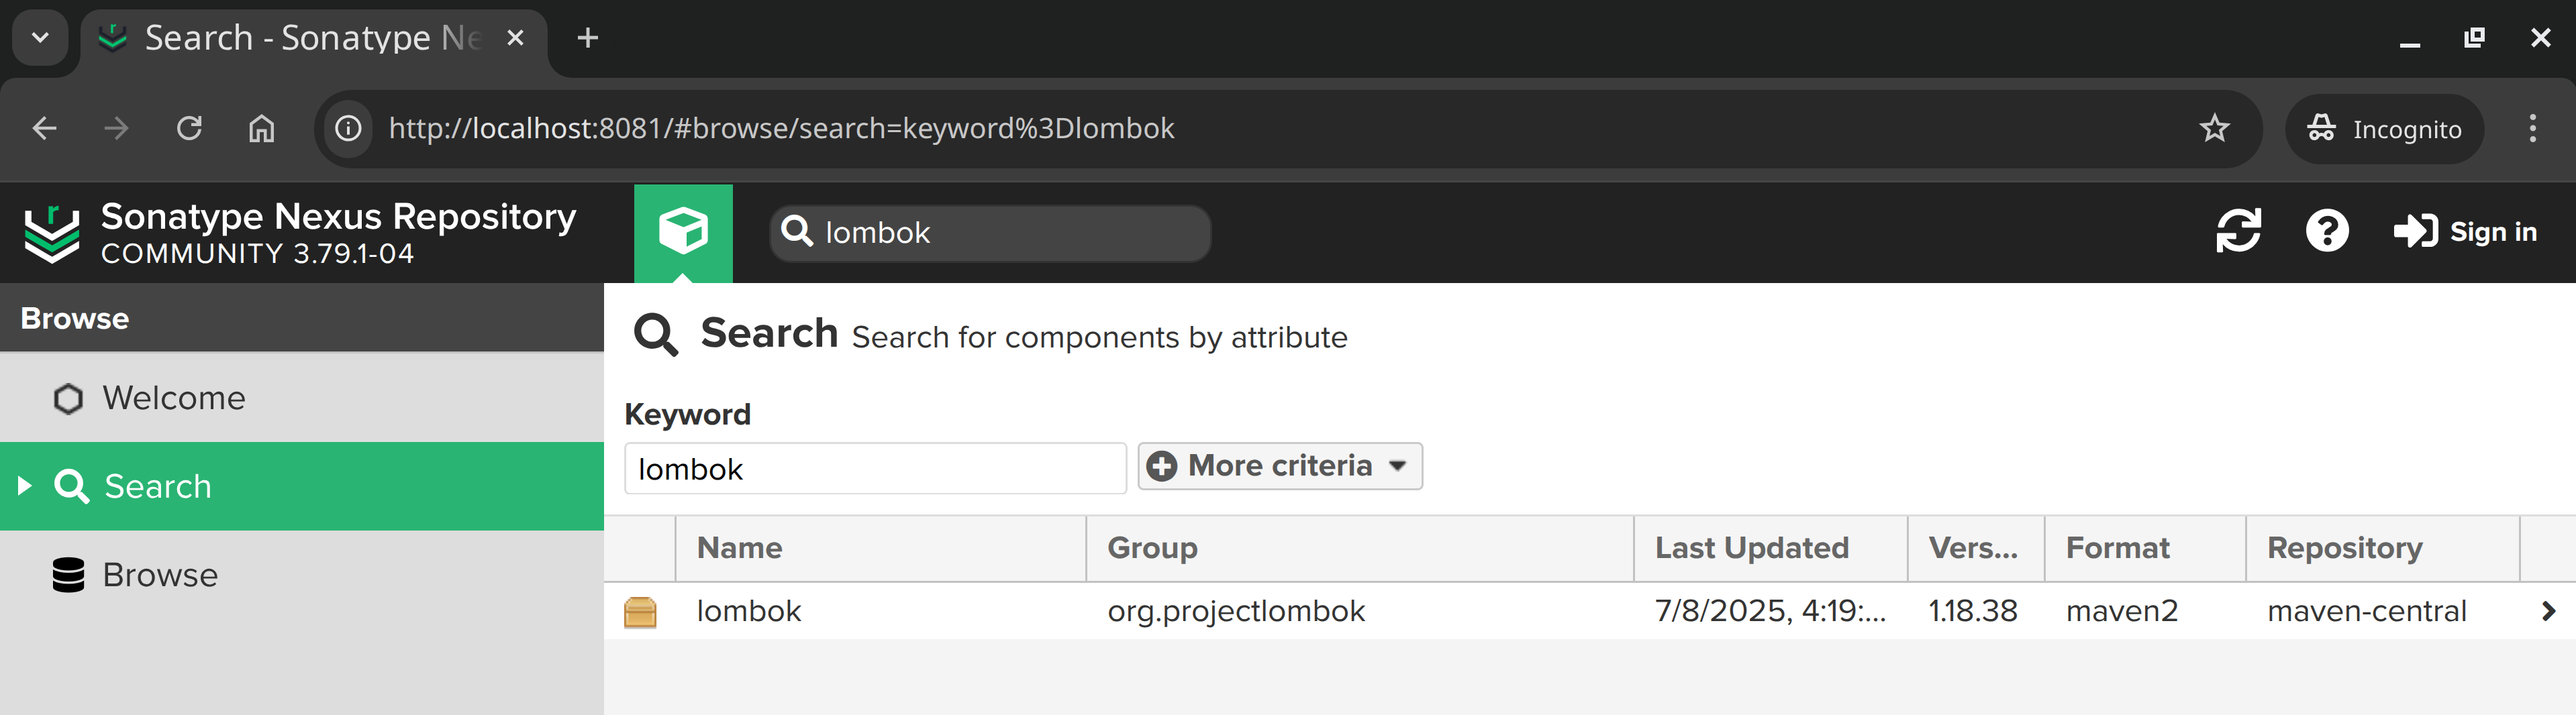 Search - Sonatype Ne
http://localhost:8081/#browse/search=keyword%3Dlombok
Incognito
Sonatype Nexus Repository
COMMUNITY 3.79.1-04
lombok
Sign in
Browse
Welcome
Search
Browse
Search Search for components by attribute
Keyword
lombok
More criteria
Name Group Last Updated Vers... Format Repository
lombok org.projectlombok 7/8/2025, 4:19:... 1.18.38 maven2 maven-central